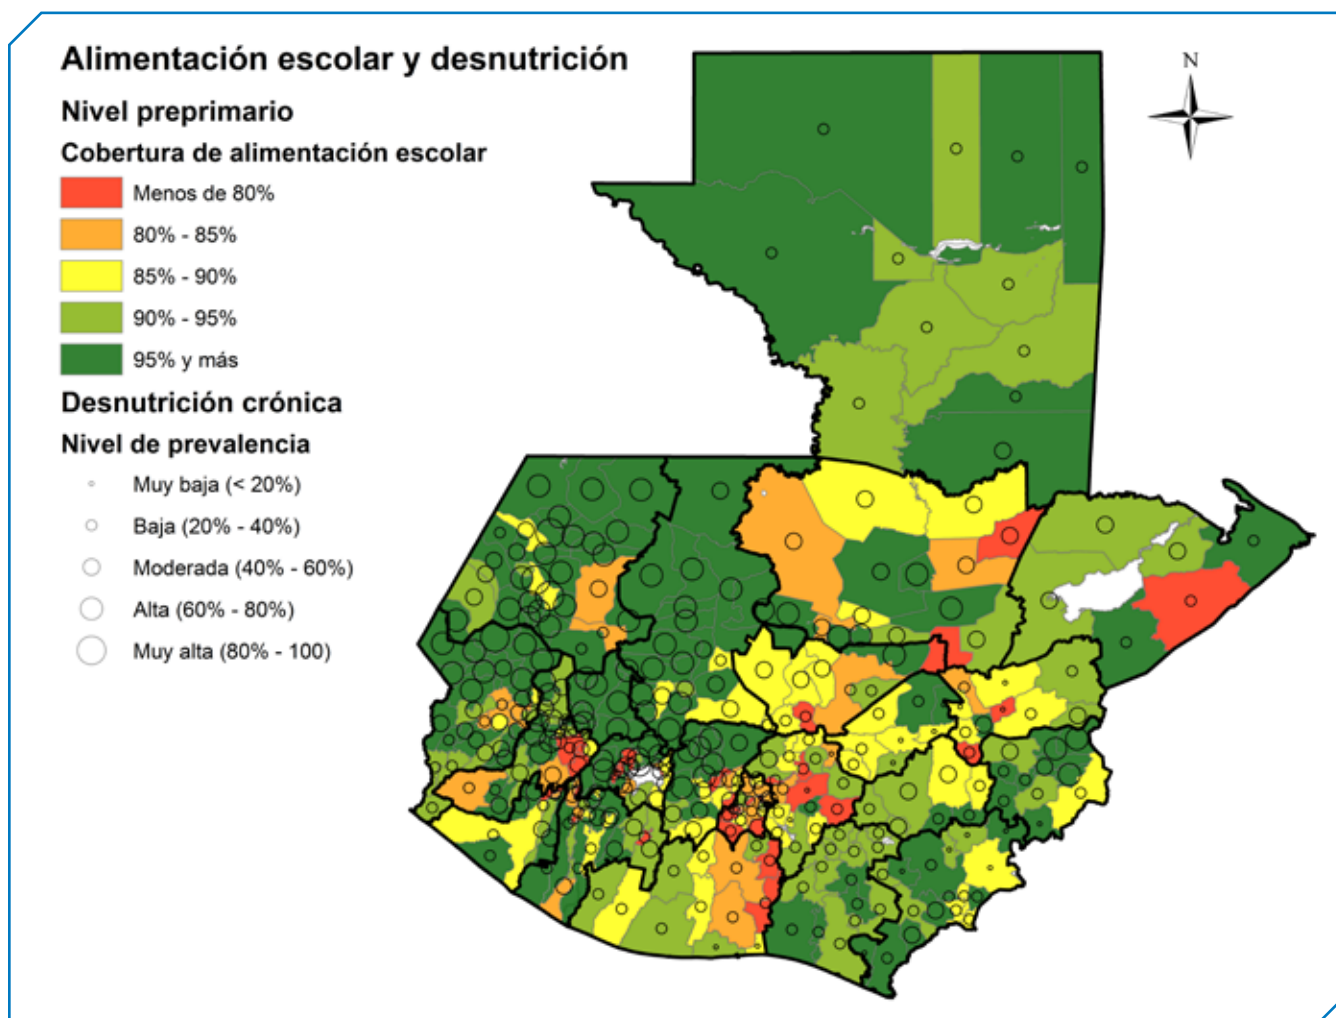 Alimentación escolar y desnutrición
Nivel preprimario
Cobertura de alimentación escolar
Menos de 80%
80% - 85%
85% - 90%
90% - 95%
95% y más
Desnutrición crónica
Nivel de prevalencia
Muy baja (< 20%)
Baja (20% - 40%)
Moderada (40% - 60%)
Alta (60% - 80%)
Muy alta (80% - 100)
N